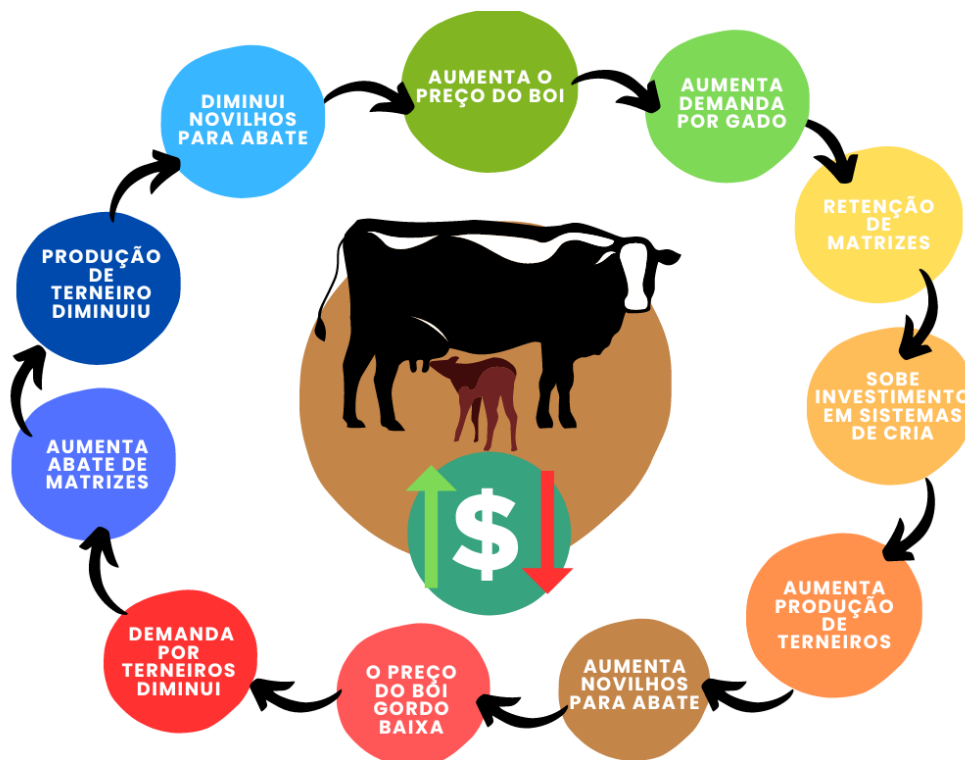 AUMENTA O
PREÇO DO BOI
AUMENTA
DEMANDA
POR GADO
RETENÇÃO
DE
MATRIZES
SOBE
INVESTIMENTO
EM SISTEMAS
DE CRIA
AUMENTA
PRODUÇÃO
DE
TERNEIROS
AUMENTA
NOVILHOS
PARA ABATE
O PREÇO
DO BOI
GORDO
BAIXA
DEMANDA
POR
TERNEIROS
DIMINUI
AUMENTA
ABATE DE
MATRIZES
PRODUÇÃO
DE
TERNEIRO
DIMINUIU
DIMINUI
NOVILHOS
PARA ABATE
$